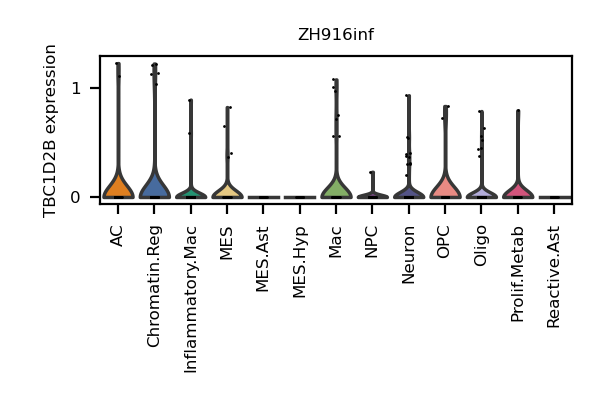 ZH916inf
TBC1D2B expression
1
0
AC
Chromatin.Reg
Inflammatory.Mac
MES
MES.Ast
MES.Hyp
Mac
NPC
Neuron
OPC
Oligo
Prolif.Metab
Reactive.Ast